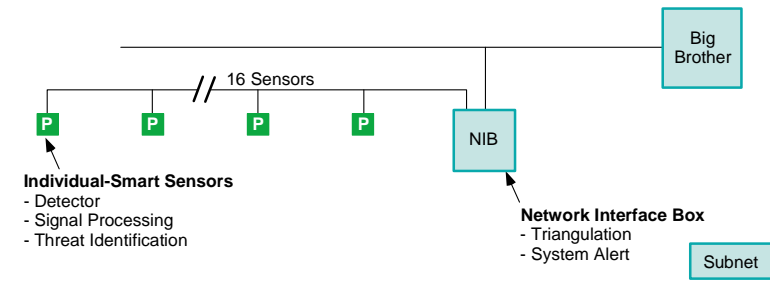 Big
Brother
16 Sensors
P
P
P
P
NIB
Individual-Smart Sensors
- Detector
- Signal Processing
- Threat Identification
Network Interface Box
- Triangulation
- System Alert
Subnet